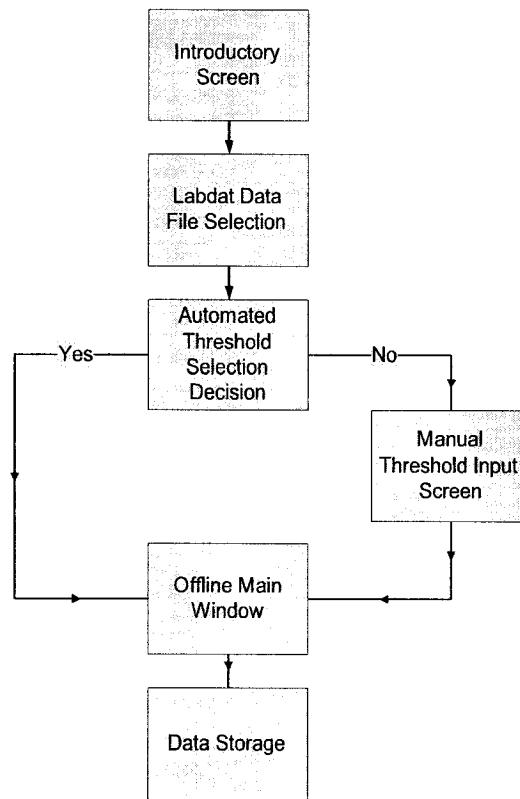 Introductory
Screen
Labdat Data
File Selection
Automated
Threshold
Selection
Decision
Yes
No
Manual
Threshold Input
Screen
Offline Main
Window
Data Storage